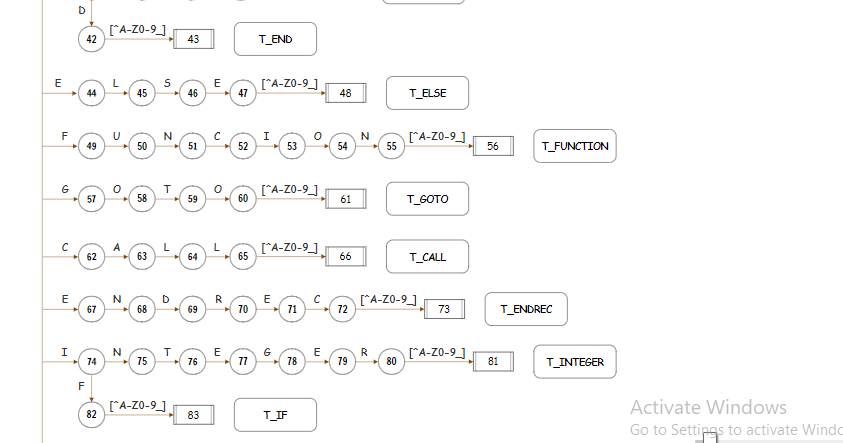 D
42 [^A-Z0-9_] 43 T_END
E 44 L 45 S 46 E 47 [^A-Z0-9_] 48 T_ELSE
F 49 U 50 N 51 C 52 I 53 O 54 N 55 [^A-Z0-9_] 56 T_FUNCTION
G 57 O 58 T 59 O 60 [^A-Z0-9_] 61 T_GOTO
C 62 A 63 L 64 L 65 [^A-Z0-9_] 66 T_CALL
E 67 N 68 D 69 R 70 E 71 C 72 [^A-Z0-9_] 73 T_ENDREC
I 74 N 75 T 76 E 77 G 78 E 79 R 80 [^A-Z0-9_] 81 T_INTEGER
F
82 [^A-Z0-9_] 83 T_IF
Activate Windows
Go to Settings to activate Windo